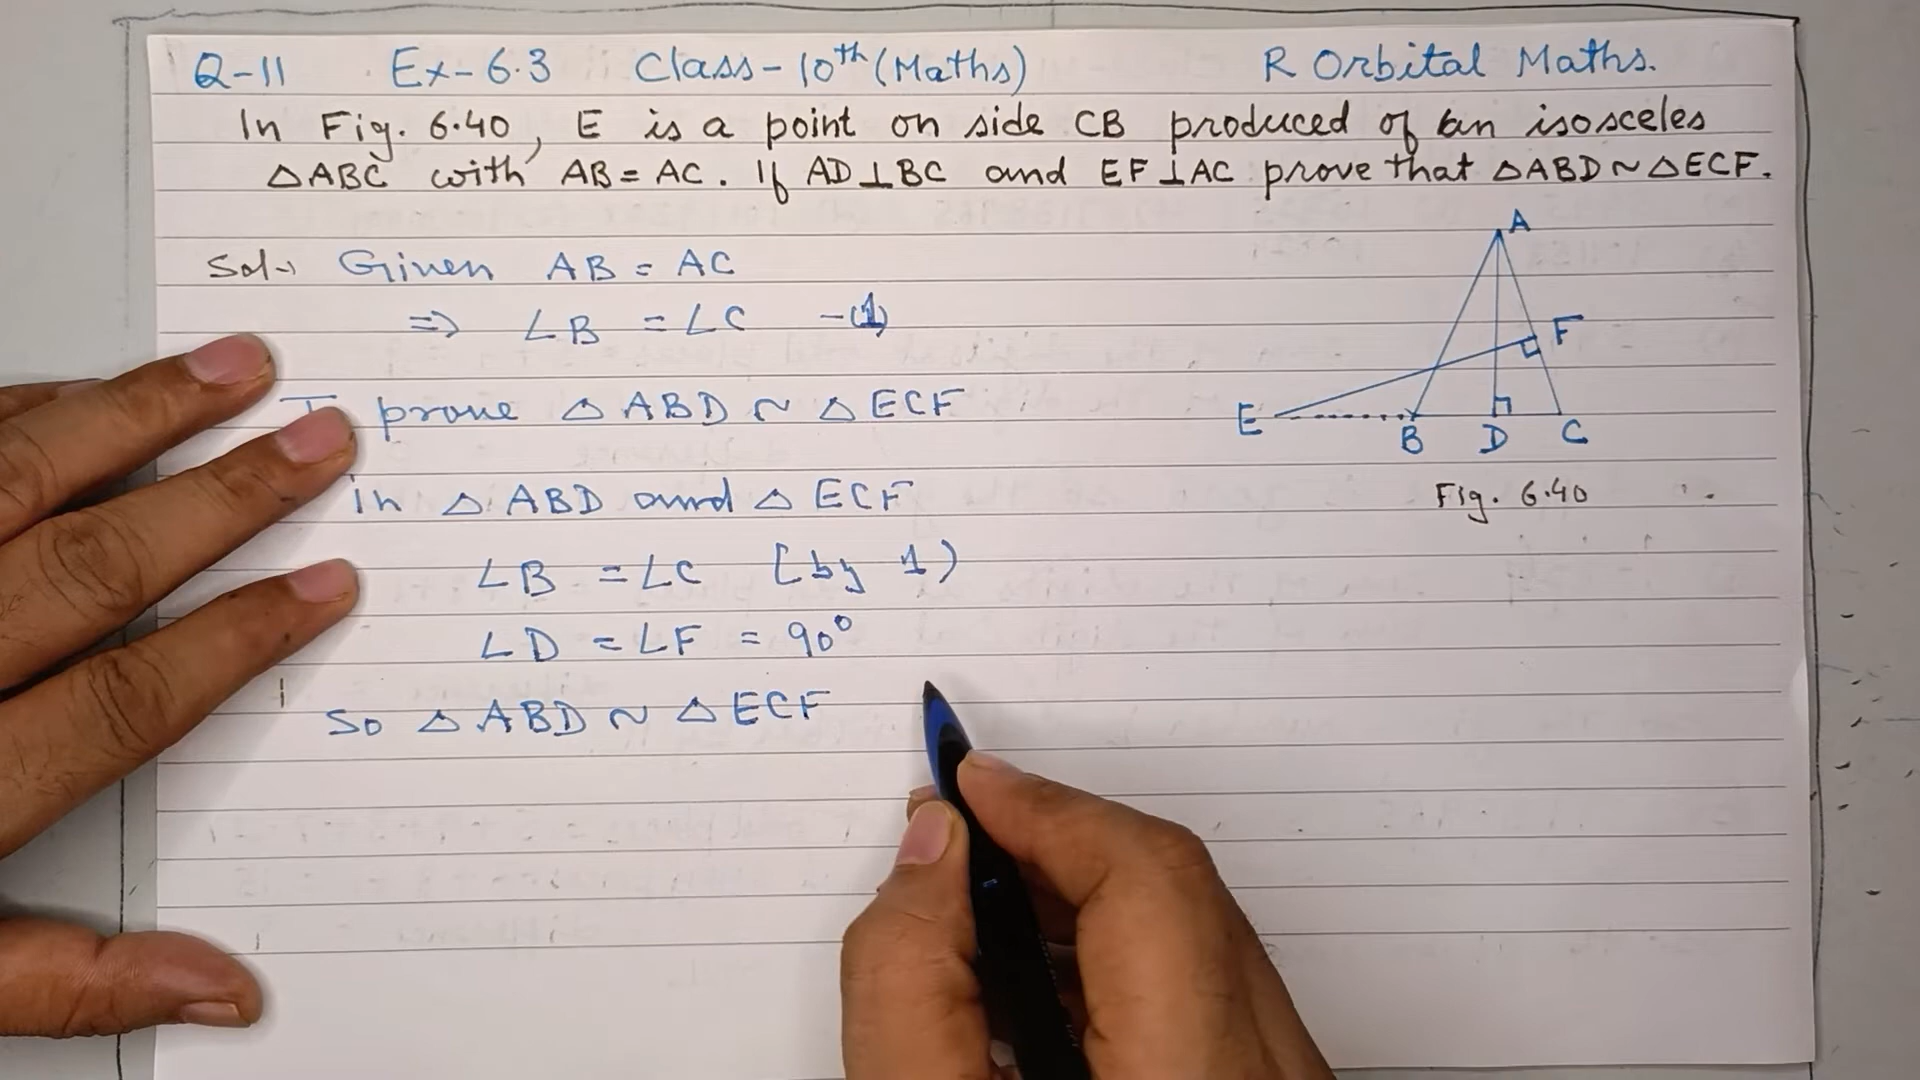 Q-11 Ex-6.3 Class-10th (Maths) R Orbital Maths.
In Fig. 6.40, E is a point on side CB produced of an isosceles
△ABC with AB = AC. If AD⊥BC and EF⊥AC prove that △ABD ~ △ECF.
Sol→ Given AB = AC
⇒ ∠B = ∠C -(1)
prove △ABD ~ △ECF
In △ABD and △ECF
∠B = ∠C [by 1)
∠D = ∠F = 90°
So △ABD ~ △ECF
A
F
E
B D C
Fig. 6.40